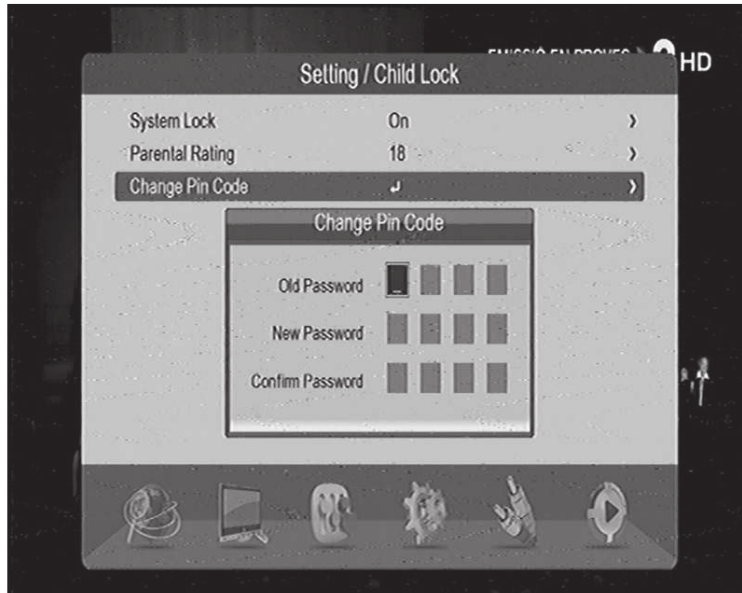 HD
Setting / Child Lock
System Lock On
Parental Rating 18
Change Pin Code
Change Pin Code
Old Password
New Password
Confirm Password